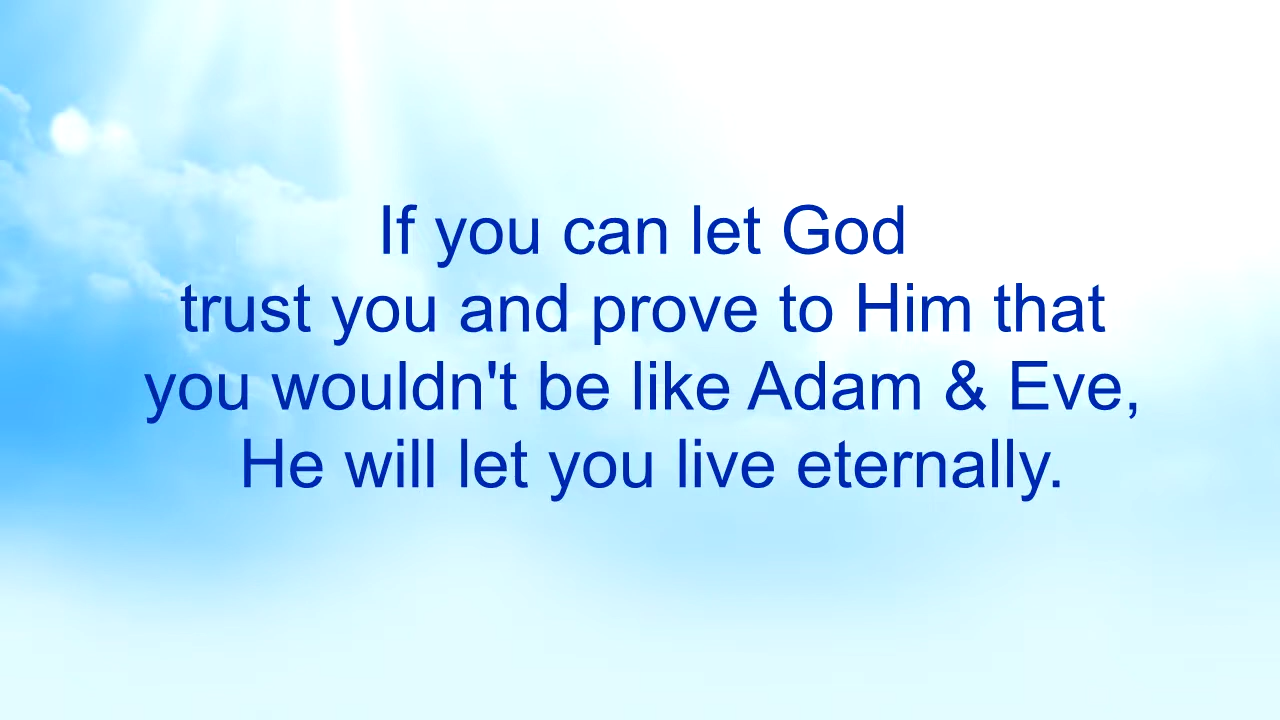 If you can let God
trust you and prove to Him that
you wouldn't be like Adam & Eve,
He will let you live eternally.